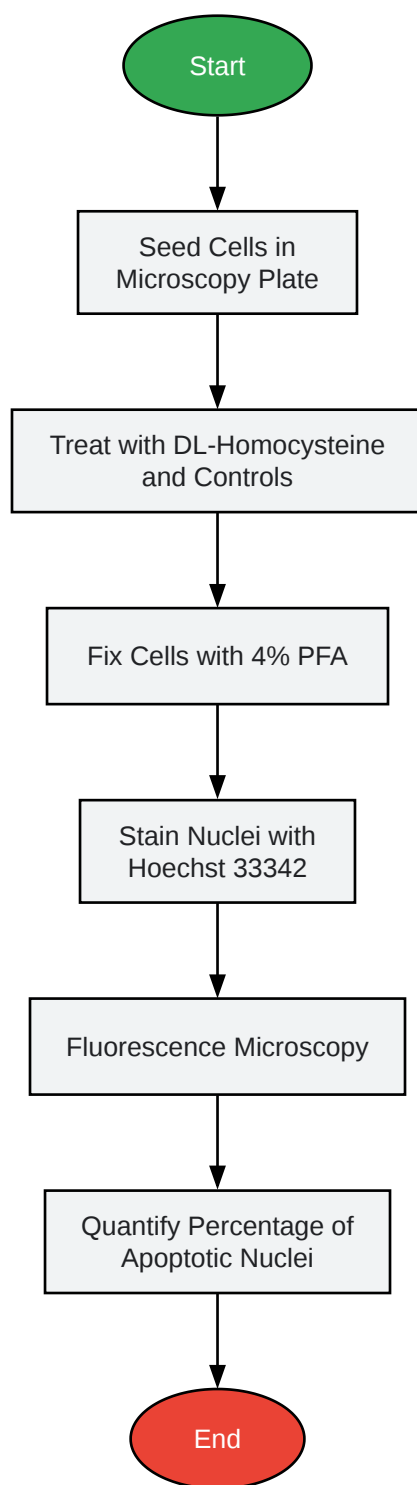 Start
Seed Cells in
Microscopy Plate
Treat with DL-Homocysteine
and Controls
Fix Cells with 4% PFA
Stain Nuclei with
Hoechst 33342
Fluorescence Microscopy
Quantify Percentage of
Apoptotic Nuclei
End